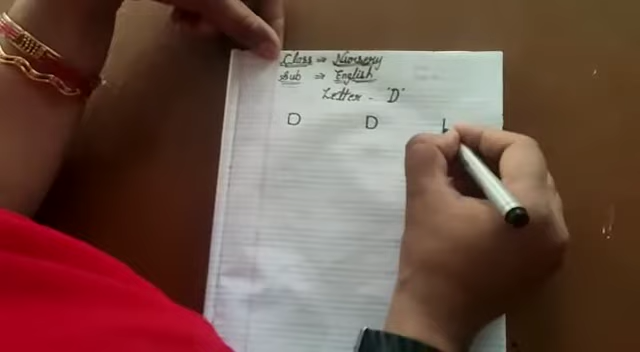 Class ⇒ Nursery
Sub ⇒ English
Letter - "D"
D D